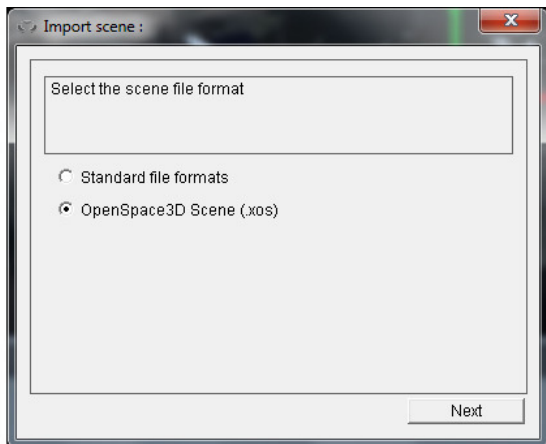 Import scene :
Select the scene file format
Standard file formats
OpenSpace3D Scene (.xos)
Next